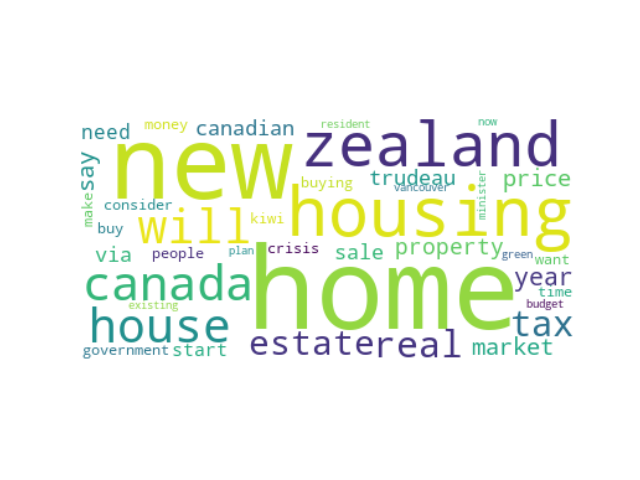 resident now
need money canadian zealand
new
say trudeau price
buying vancouver minister
make consider housing
kiwi
buy will
via people crisis sale property green want
plan
canada home year time
existing budget
house tax
government start estate real market